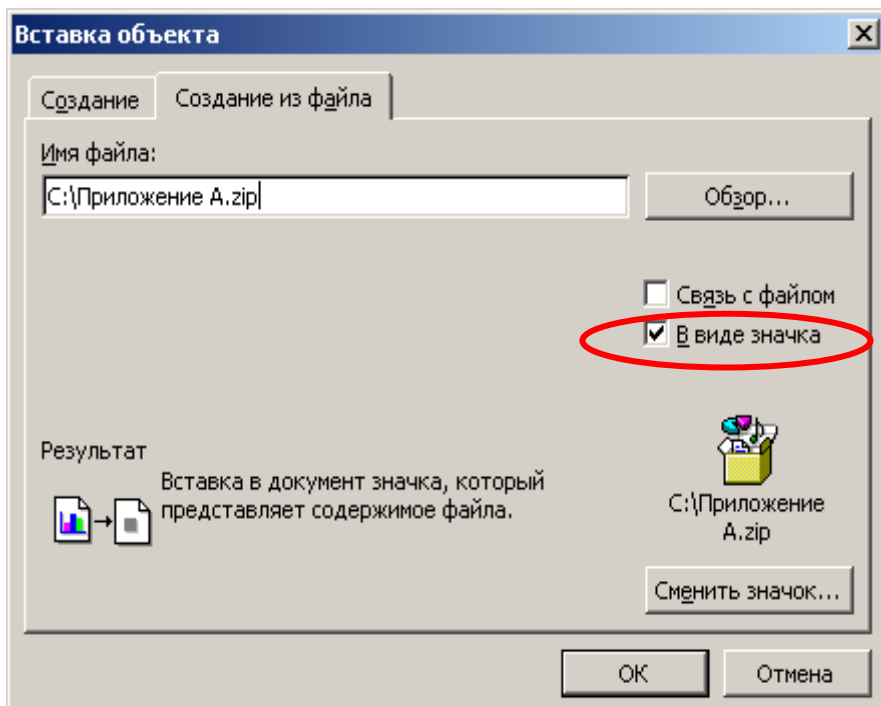 Вставка объекта
Создание
Создание из файла
Имя файла:
C:\Приложение A.zip
Обзор...
Связь с файлом
В виде значка
Результат
Вставка в документ значка, который
представляет содержимое файла.
C:\Приложение
A.zip
Сменить значок...
ОК
Отмена